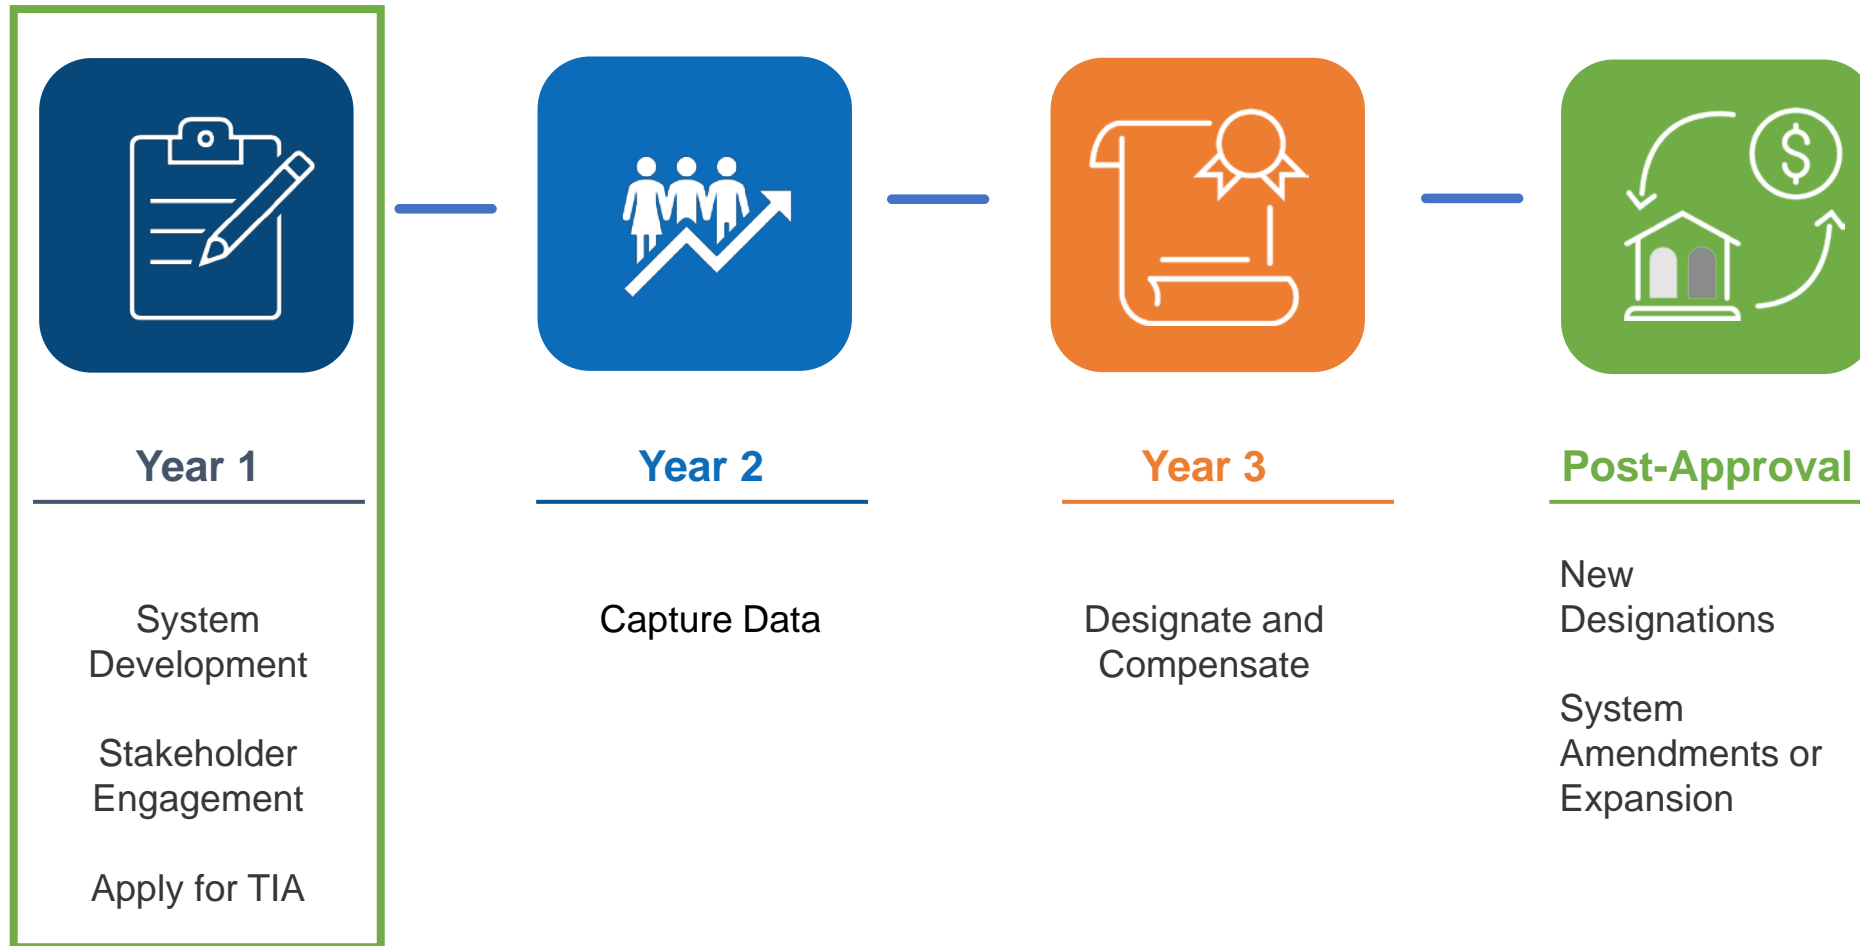 Year 1
System
Development
Stakeholder
Engagement
Apply for TIA
Year 2
Capture Data
Year 3
Designate and
Compensate
$
Post-Approval
New
Designations
System
Amendments or
Expansion